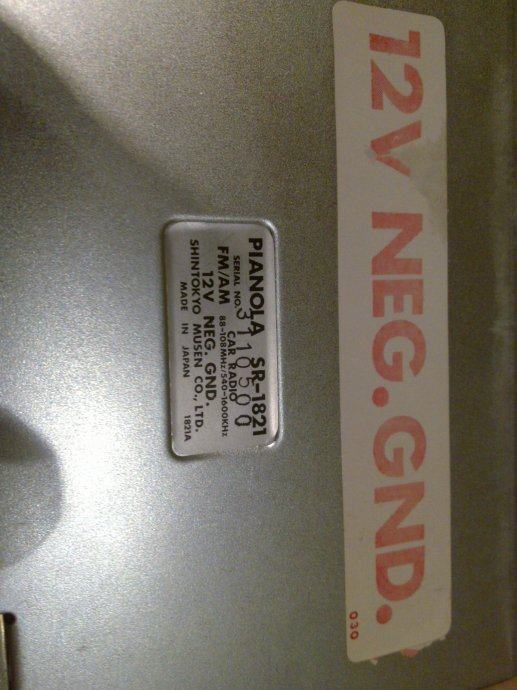 12V NEG.GND.
030
PIANOLA SR-1821
SERIAL NO. 3110500
CAR RADIO
FM/AM 88-108MHz/540-1600KHz
12V NEG. GND.
SHINTOKYO MUSEN CO., LTD.
MADE IN JAPAN 1821A